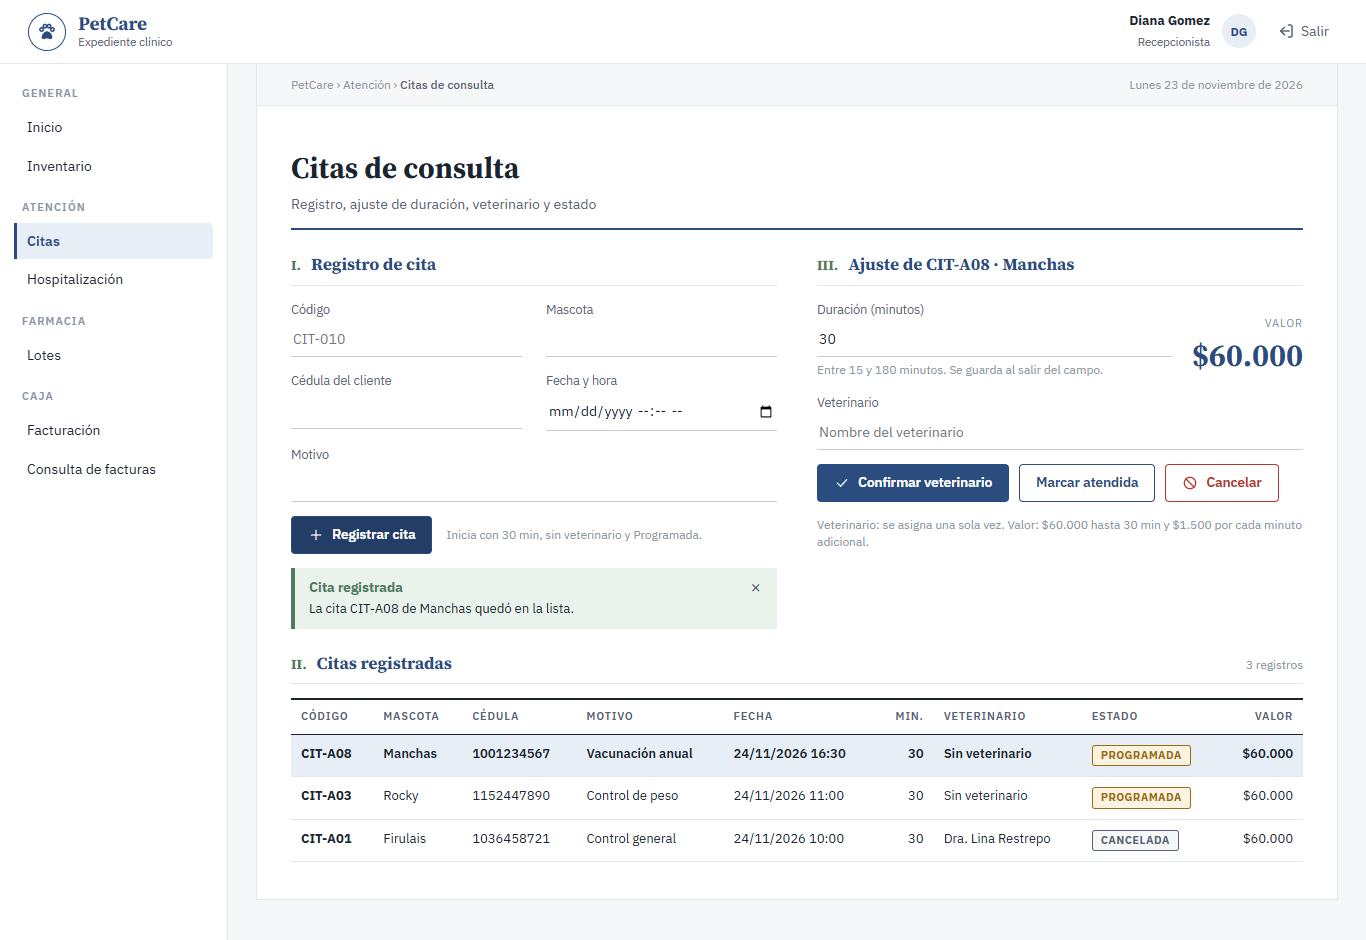 PetCare
Expediente clínico
Diana Gomez
Recepcionista
DG
Salir
GENERAL
Inicio
Inventario
ATENCIÓN
Citas
Hospitalización
FARMACIA
Lotes
CAJA
Facturación
Consulta de facturas
PetCare › Atención › Citas de consulta
Lunes 23 de noviembre de 2026
Citas de consulta
Registro, ajuste de duración, veterinario y estado
I. Registro de cita
Código
Mascota
CIT-010
Cédula del cliente
Fecha y hora
mm/dd/yyyy --:-- --
Motivo
Registrar cita
Inicia con 30 min, sin veterinario y Programada.
Cita registrada
La cita CIT-A08 de Manchas quedó en la lista.
III. Ajuste de CIT-A08 · Manchas
Duración (minutos)
30
Entre 15 y 180 minutos. Se guarda al salir del campo.
VALOR
$60.000
Veterinario
Nombre del veterinario
Confirmar veterinario
Marcar atendida
Cancelar
Veterinario: se asigna una sola vez. Valor: $60.000 hasta 30 min y $1.500 por cada minuto
adicional.
II. Citas registradas
3 registros
CÓDIGO MASCOTA CÉDULA MOTIVO FECHA MIN. VETERINARIO ESTADO VALOR
CIT-A08 Manchas 1001234567 Vacunación anual 24/11/2026 16:30 30 Sin veterinario PROGRAMADA $60.000
CIT-A03 Rocky 1152447890 Control de peso 24/11/2026 11:00 30 Sin veterinario PROGRAMADA $60.000
CIT-A01 Firulais 1036458721 Control general 24/11/2026 10:00 30 Dra. Lina Restrepo CANCELADA $60.000